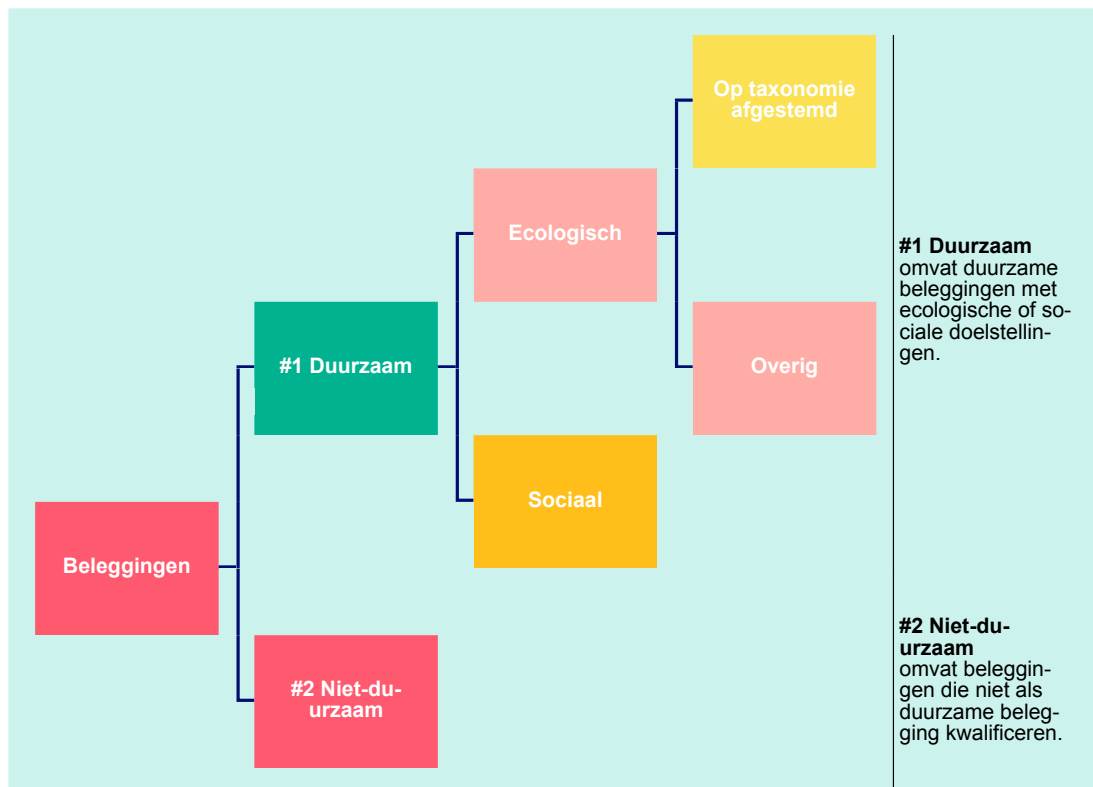 Op taxonomie
afgestemd
Ecologisch
#1 Duurzaam
Overig
Sociaal
Beleggingen
#2 Niet-du-
urzaam
#1 Duurzaam
omvat duurzame
beleggingen met
ecologische of so-
ciale doelstellin-
gen.
#2 Niet-du-
urzaam
omvat beleggin-
gen die niet als
duurzame beleg-
ging kwalificeren.